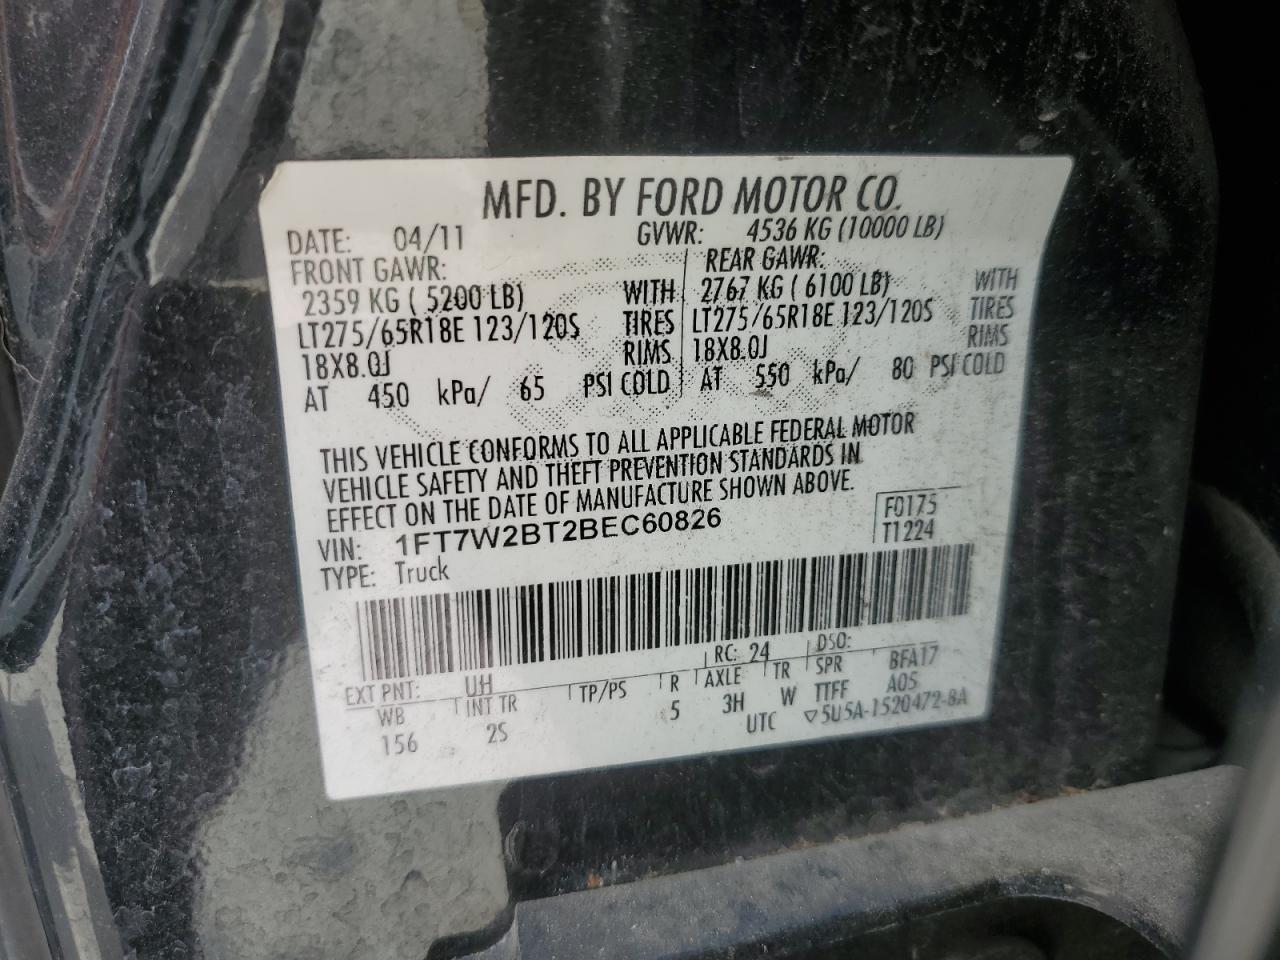 MFD. BY FORD MOTOR CO.
DATE: 04/11 GVWR: 4536 KG (10000 LB)
FRONT GAWR: REAR GAWR:
2359 KG ( 5200 LB) WITH 2767 KG ( 6100 LB) WITH
LT275/65R18E 123/120S TIRES LT275/65R18E 123/120S TIRES
18X8.0J RIMS 18X8.0J RIMS
AT 450 kPa/ 65 PSI COLD AT 550 kPa/ 80 PSI COLD
THIS VEHICLE CONFORMS TO ALL APPLICABLE FEDERAL MOTOR
VEHICLE SAFETY AND THEFT PREVENTION STANDARDS IN
EFFECT ON THE DATE OF MANUFACTURE SHOWN ABOVE.
VIN: 1FT7W2BT2BEC60826 F0175
TYPE: Truck T1224
EXT PNT: UH RC: 24 DSO:
WB INT TR TP/PS R AXLE TR SPR BFA17
156 2S 5 3H W TTFF A05
UTC ▽5U5A-1520472-BA